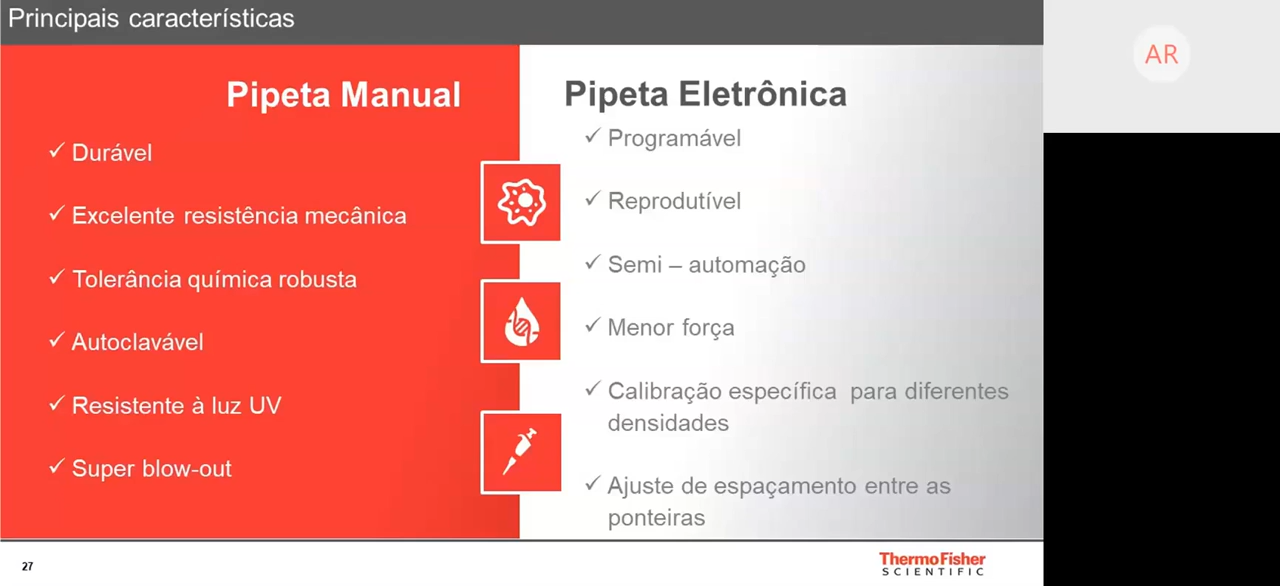 Principais características
AR
Pipeta Manual
✓ Durável
✓ Excelente resistência mecânica
✓ Tolerância química robusta
✓ Autoclavável
✓ Resistente à luz UV
✓ Super blow-out
Pipeta Eletrônica
✓ Programável
✓ Reprodutível
✓ Semi – automação
✓ Menor força
✓ Calibração específica para diferentes
densidades
✓ Ajuste de espaçamento entre as
ponteiras
27
ThermoFisher
SCIENTIFIC